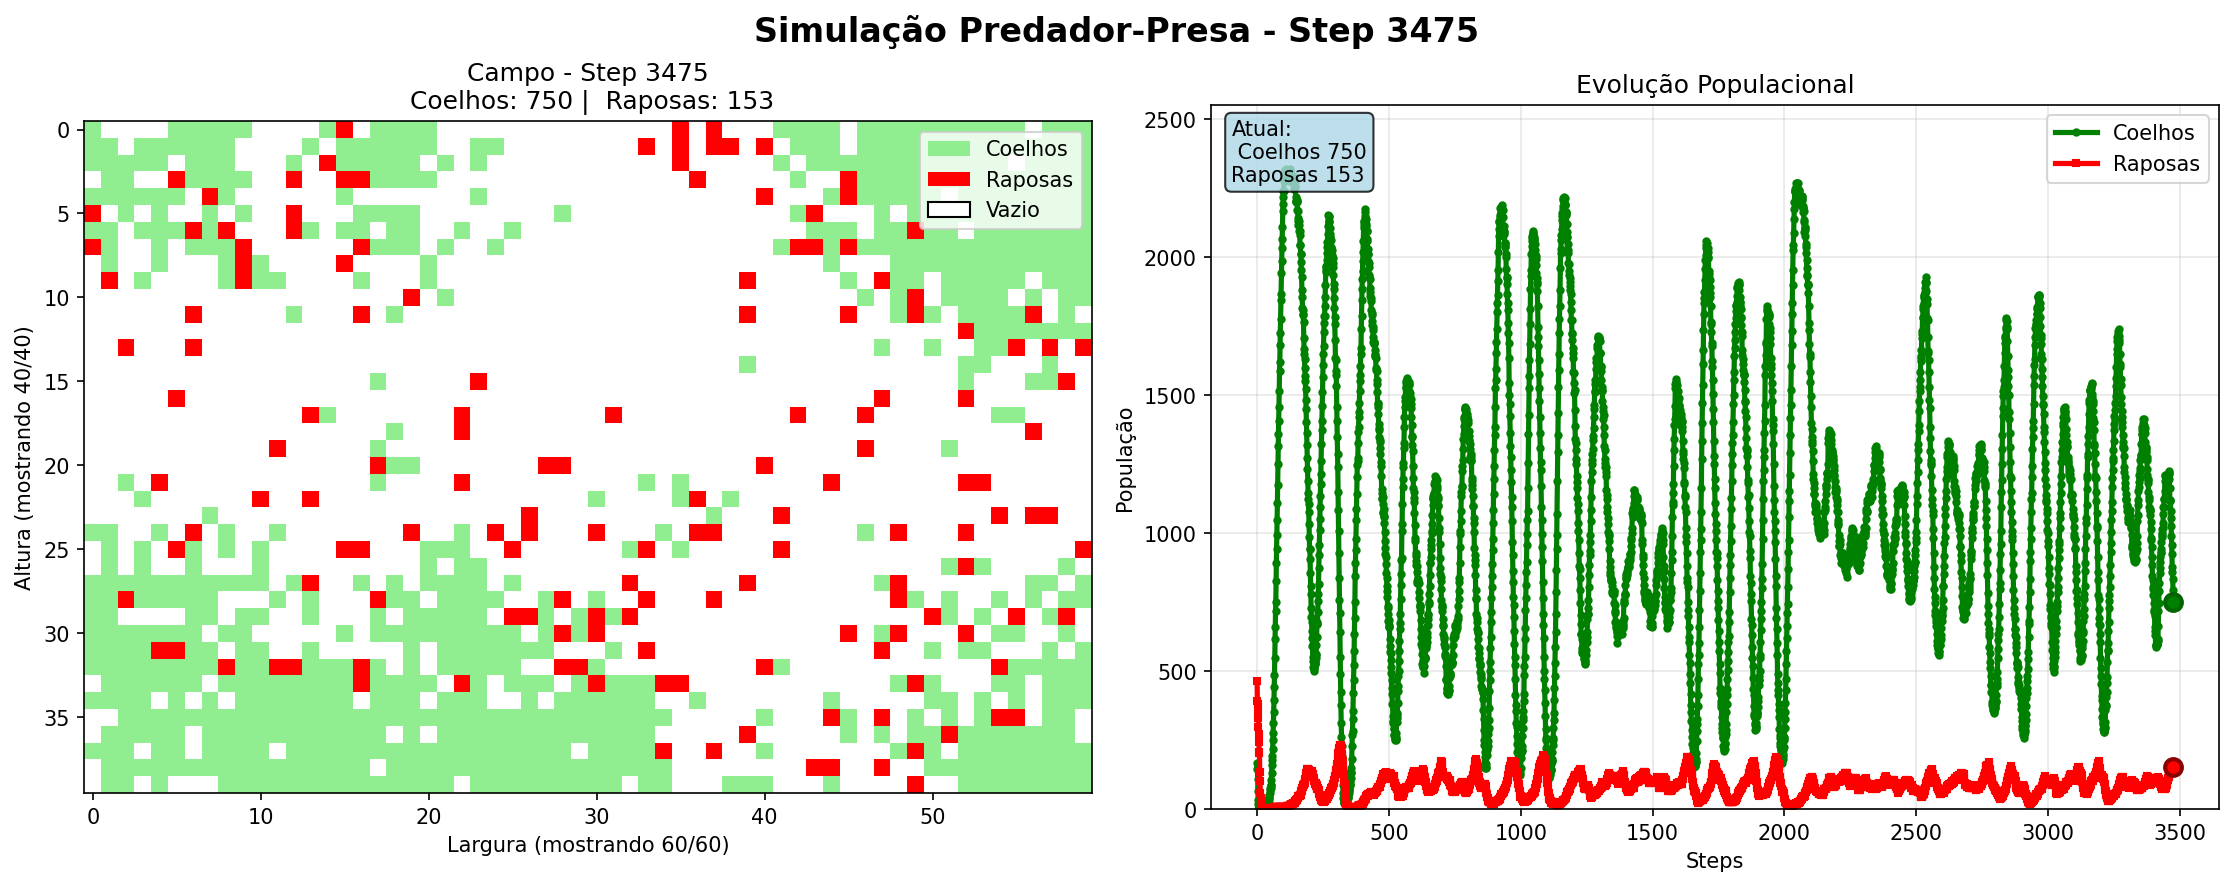 Simulação Predador-Presa - Step 3475
Campo - Step 3475
Coelhos: 750 |  Raposas: 153
Coelhos
Raposas
Vazio
0
5
10
15
20
25
30
35
Altura (mostrando 40/40)
0
10
20
30
40
50
Largura (mostrando 60/60)
Evolução Populacional
Atual:
Coelhos 750
Raposas 153
Coelhos
Raposas
2500
2000
1500
1000
500
0
População
0
500
1000
1500
2000
2500
3000
3500
Steps